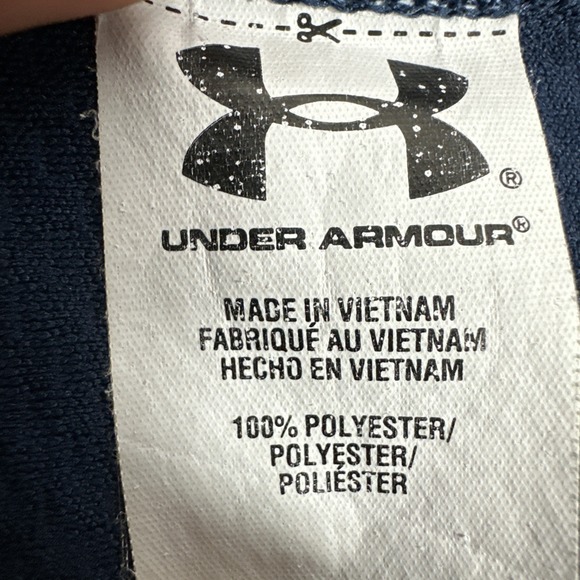 ®
UNDER ARMOUR®
MADE IN VIETNAM
FABRIQUÉ AU VIETNAM
HECHO EN VIETNAM
100% POLYESTER/
POLYESTER/
POLIÉSTER